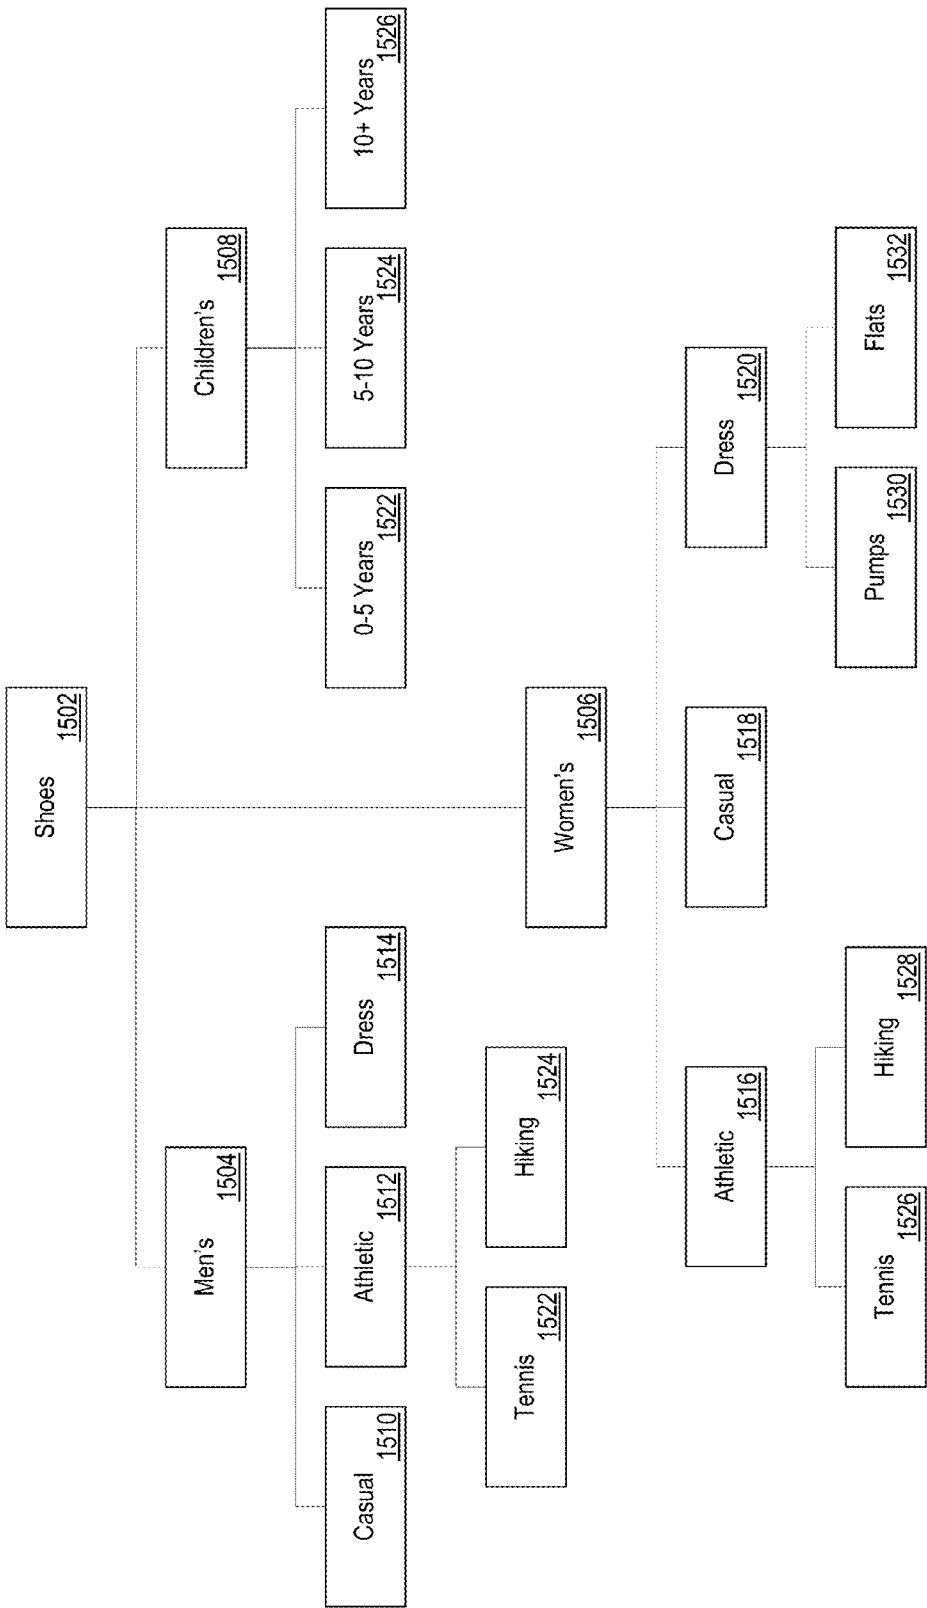 Shoes
1502
Men's
1504
Children's
1508
Casual
1510
Athletic
1512
Dress
1514
0-5 Years
1522
5-10 Years
1524
10+ Years
1526
Tennis
1522
Hiking
1524
Women's
1506
Athletic
1516
Casual
1518
Dress
1520
Tennis
1526
Hiking
1528
Pumps
1530
Flats
1532